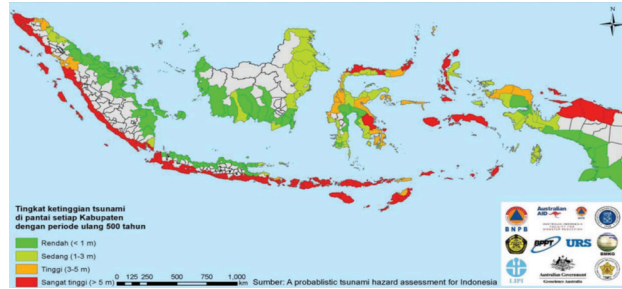 N
Tingkat ketinggian tsunami
di pantai setiap Kabupaten
dengan periode ulang 500 tahun
Rendah (< 1 m)
Sedang (1-3 m)
Tinggi (3-5 m)
Sangat tinggi (> 5 m)
0 125 250 500 750 1,000
km
Sumber: A probablistic tsunami hazard assessment for Indonesia
BNPB
Australian
AID
BPPT
URS
BMKG
LIPI
Australian Government
Geoscience Australia